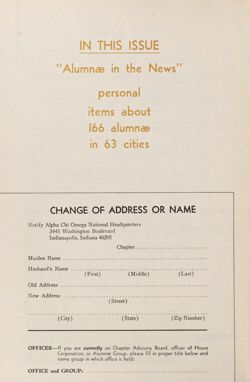 IN THIS ISSUE
"Alumnæ in the News"
personal
items about
166 alumnæ
in 63 cities
CHANGE OF ADDRESS OR NAME
Notify Alpha Chi Omega National Headquarters
3445 Washington Boulevard
Indianapolis, Indiana 46205
Chapter
Maiden Name
Husband's Name
(First) (Middle) (Last)
Old Address
New Address
(Street)
(City) (State) (Zip Number)
OFFICER—If you are currently on Chapter Advisory Board, officer of House
Corporation, or Alumnæ Group, please fill in proper title below and
name group in which office is held:
OFFICE and GROUP: